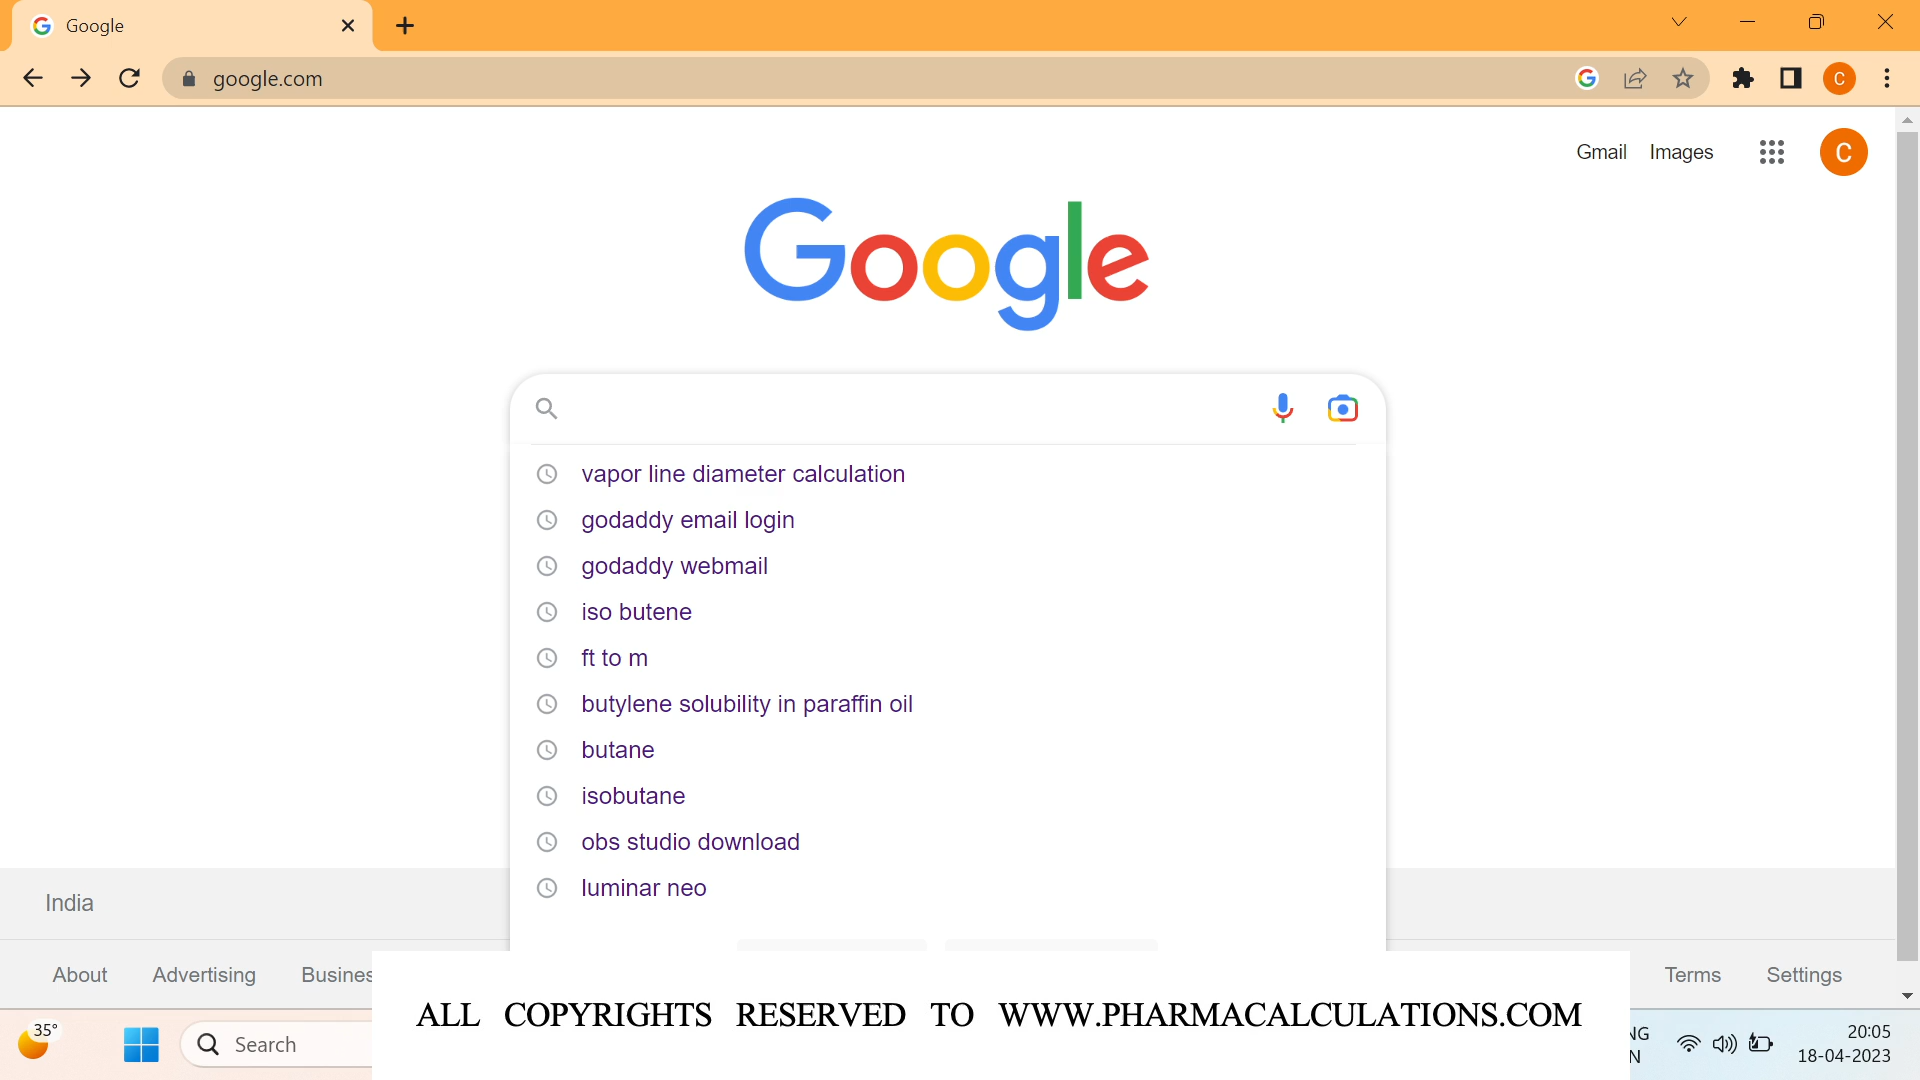 Google
google.com
C
Gmail Images
C
Google
vapor line diameter calculation
godaddy email login
godaddy webmail
iso butene
ft to m
butylene solubility in paraffin oil
butane
isobutane
obs studio download
luminar neo
India
About Advertising Busines
Terms Settings
ALL COPYRIGHTS RESERVED TO WWW.PHARMACALCULATIONS.COM
35°
Search
NG
N
20:05
18-04-2023